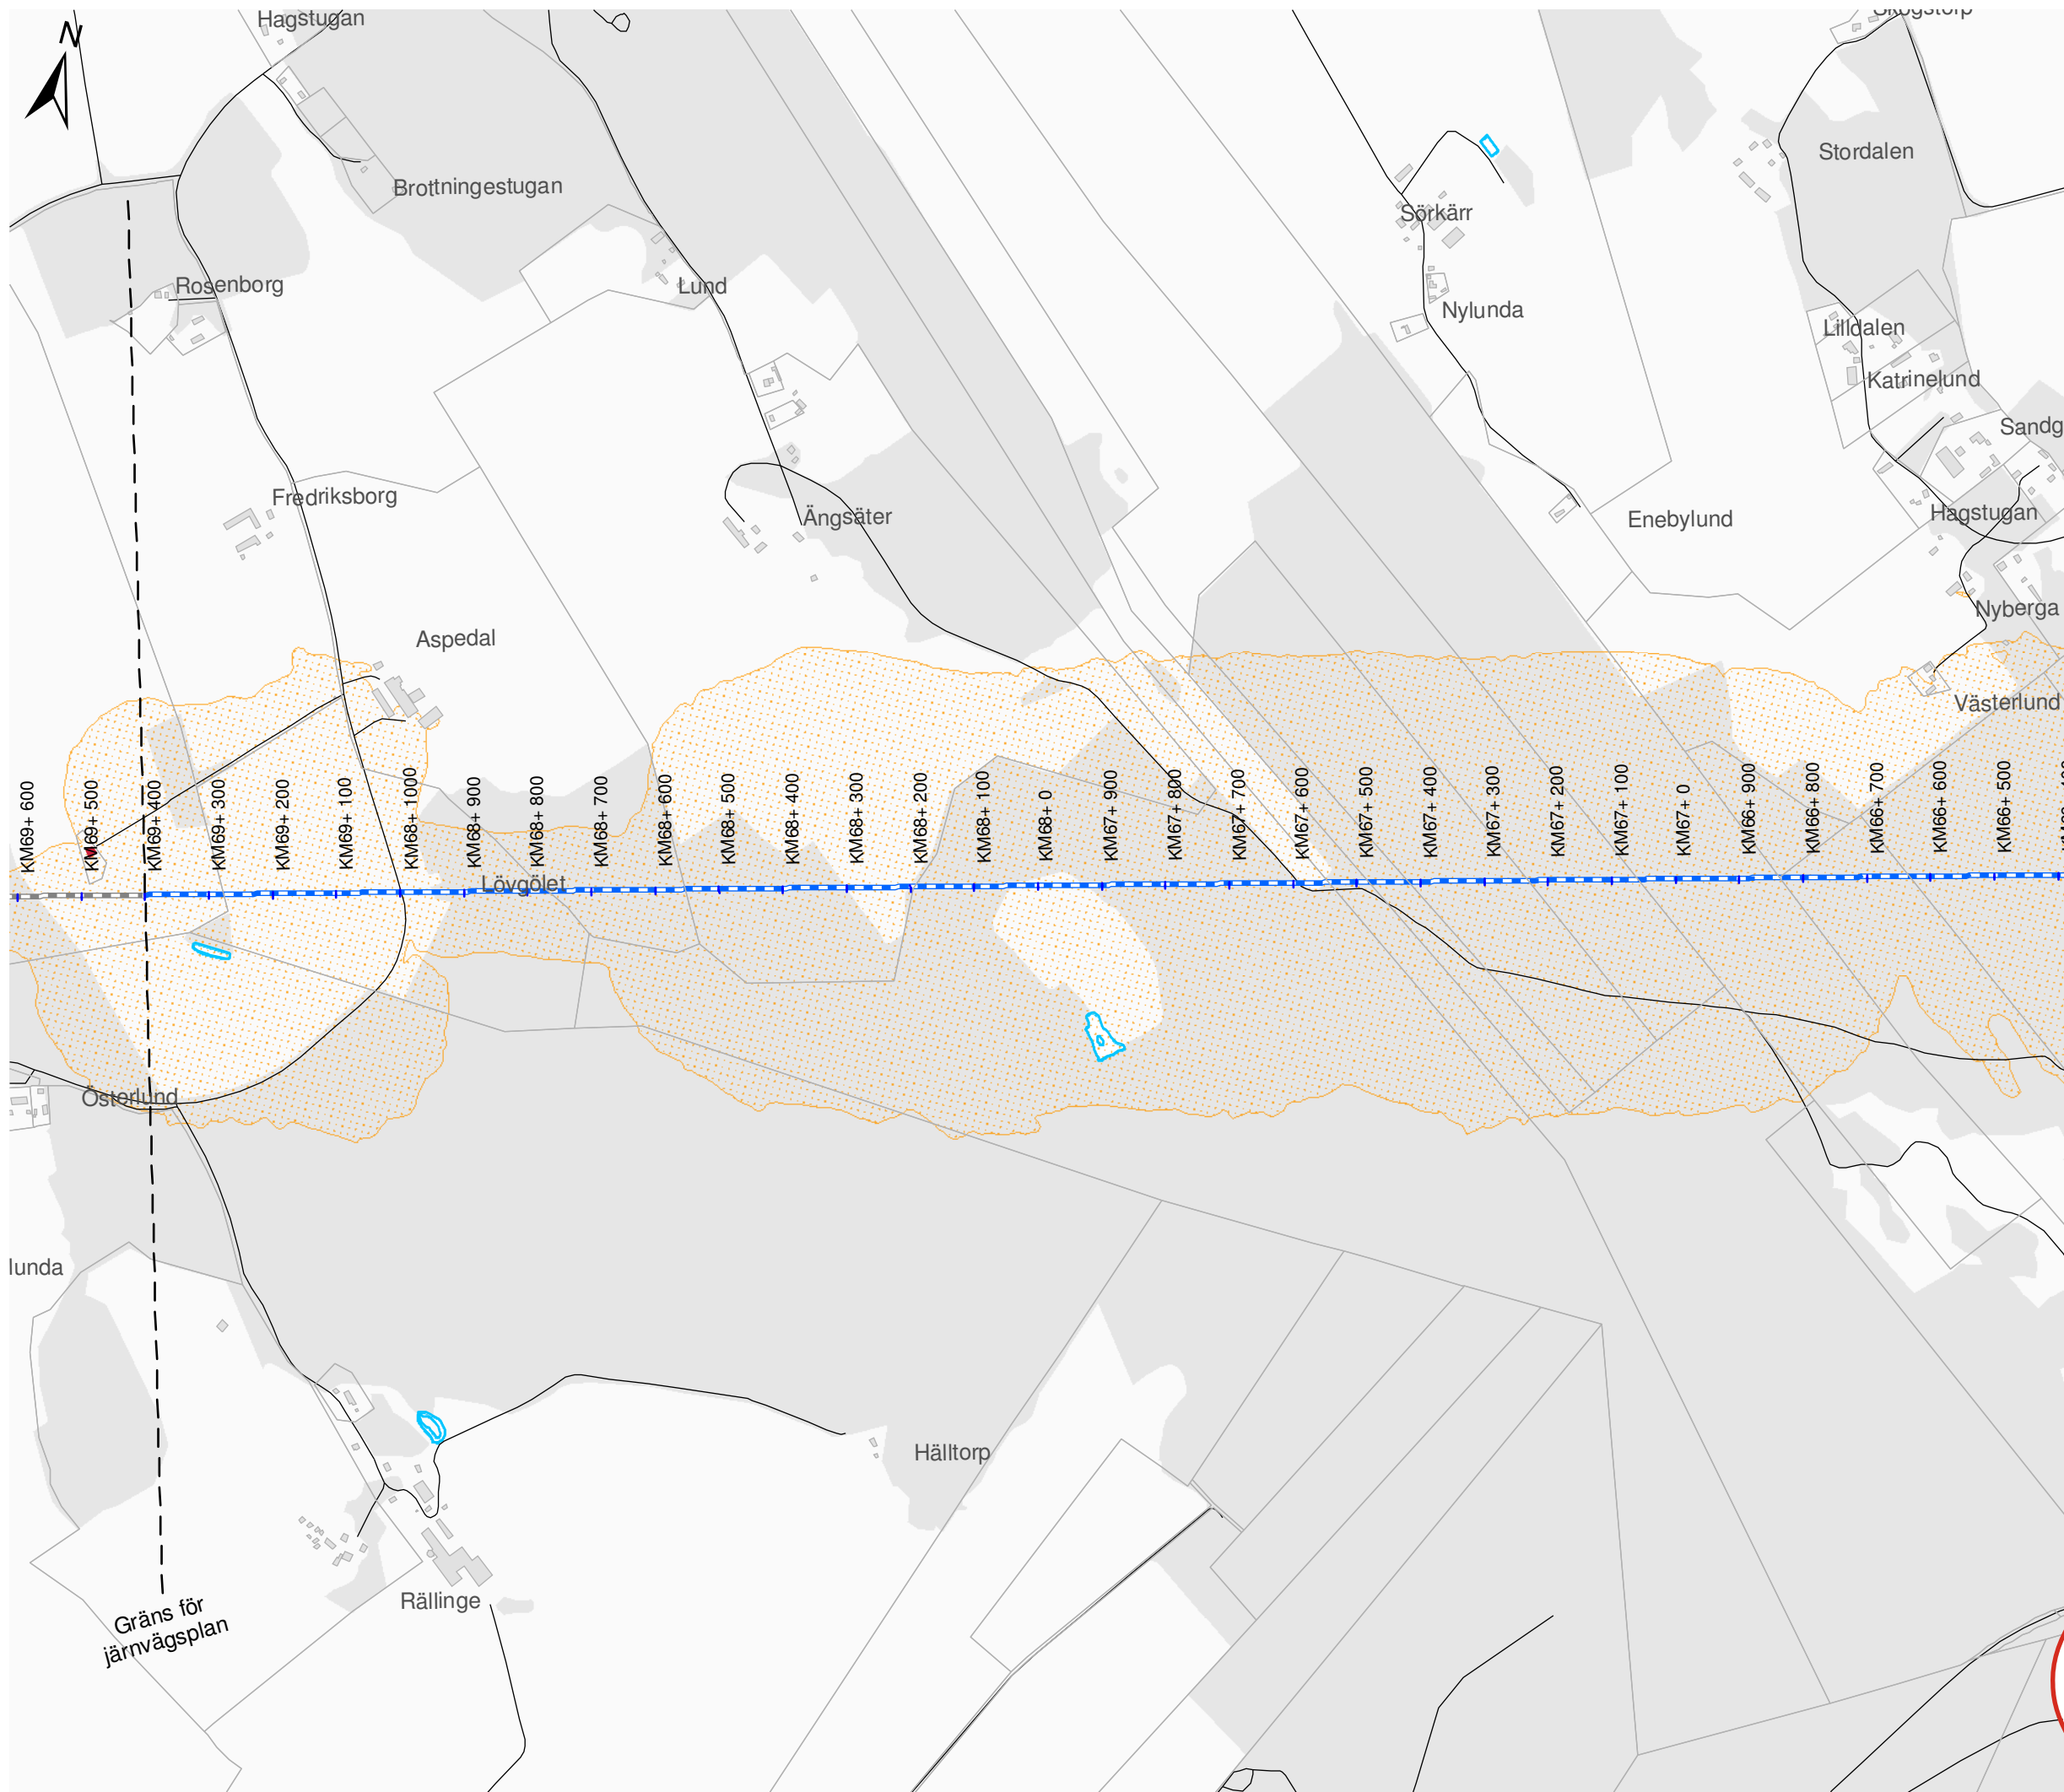 Hagstugan
Skogstorp
N
Stordalen
Brottningestugan
Sörkärr
Rosenborg
Lund
Nylunda
Lilldalen
Katrinelund
Sandg
Fredriksborg
Ängsäter
Enebylund
Hagstugan
Nyberga
Aspedal
Västerlund
KM69+ 600
KM69+ 500
KM69+ 400
KM69+ 300
KM69+ 200
KM69+ 100
KM68+ 1000
KM68+ 900
KM68+ 800
KM68+ 700
KM68+ 600
KM68+ 500
KM68+ 400
KM68+ 300
KM68+ 200
KM68+ 100
KM68+ 0
KM67+ 900
KM67+ 800
KM67+ 700
KM67+ 600
KM67+ 500
KM67+ 400
KM67+ 300
KM67+ 200
KM67+ 100
KM67+ 0
KM66+ 900
KM66+ 800
KM66+ 700
KM66+ 600
KM66+ 500
Lövgölet
Österlund
lunda
Hälltorp
Rällinge
Gräns för
järnvägsplan